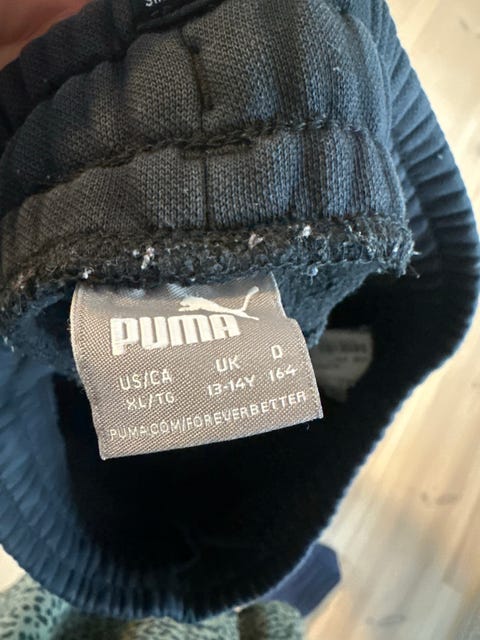 PUMA
US/CA UK D
XL/TG 13-14Y 164
PUMA.COM/FOREVERBETTER